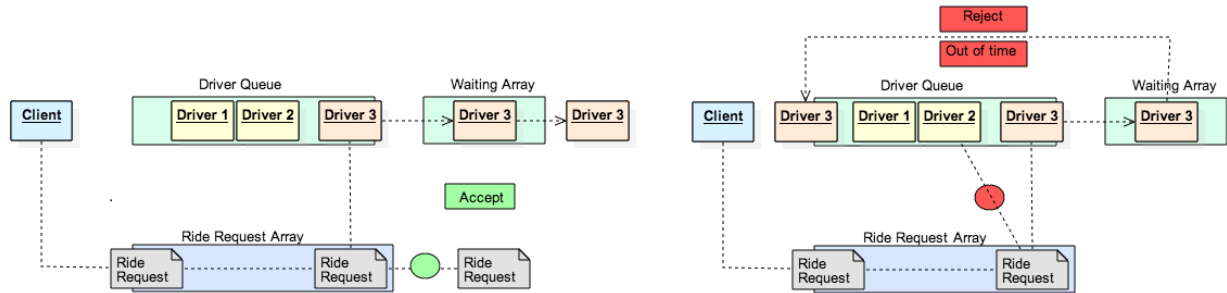 Driver Queue
Waiting Array
Client
Driver 1
Driver 2
Driver 3
Driver 3
Driver 3
Accept
Ride Request Array
Ride
Request
Ride
Request
Ride
Request
Reject
Out of time
Driver Queue
Waiting Array
Client
Driver 3
Driver 1
Driver 2
Driver 3
Driver 3
Ride Request Array
Ride
Request
Ride
Request